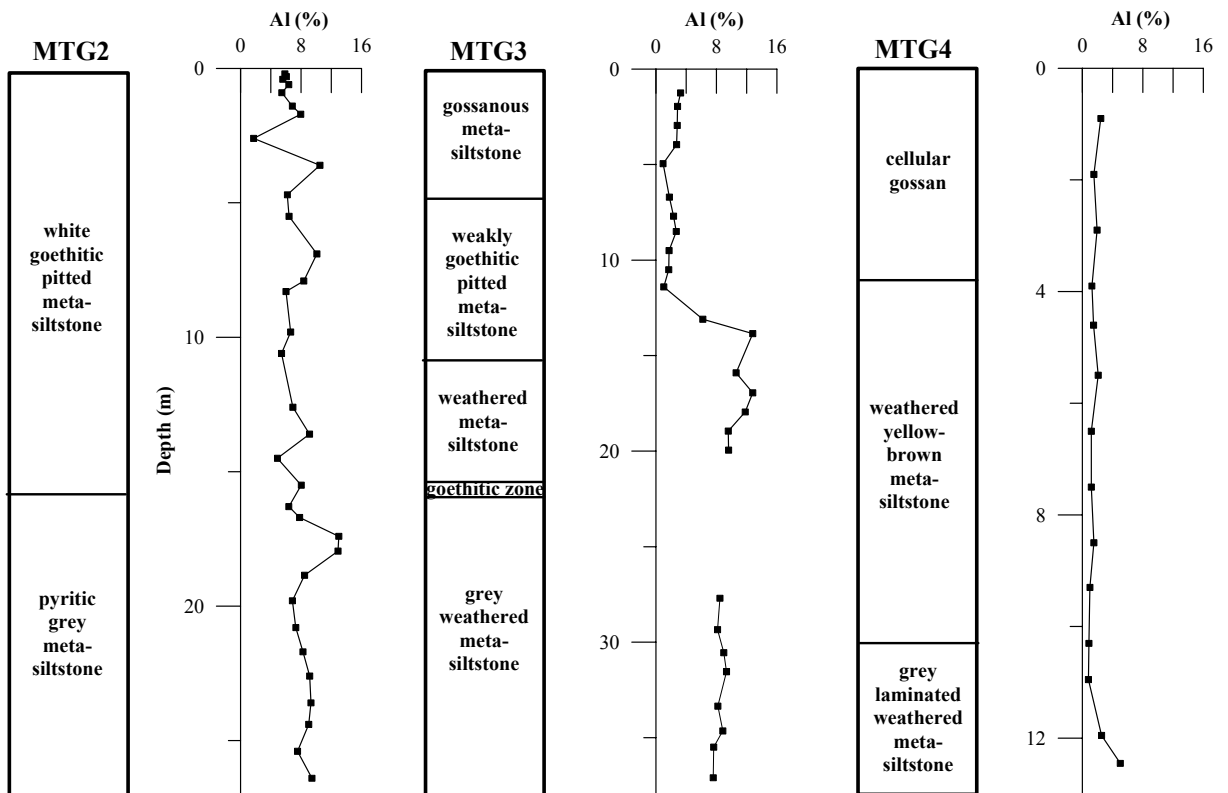 Al (%)
0
8
16
MTG2
0
10
20
Depth (m)
white
goethitic
pitted
meta-
siltstone
pyritic
grey
meta-
siltstone
Al (%)
0
8
16
MTG3
0
10
20
30
gossanous
meta-
siltstone
weakly
goethitic
pitted
meta-
siltstone
weathered
meta-
siltstone
goethitic zone
grey
weathered
meta-
siltstone
Al (%)
0
8
16
MTG4
0
4
8
12
cellular
gossan
weathered
yellow-
brown
meta-
siltstone
grey
laminated
weathered
meta-
siltstone